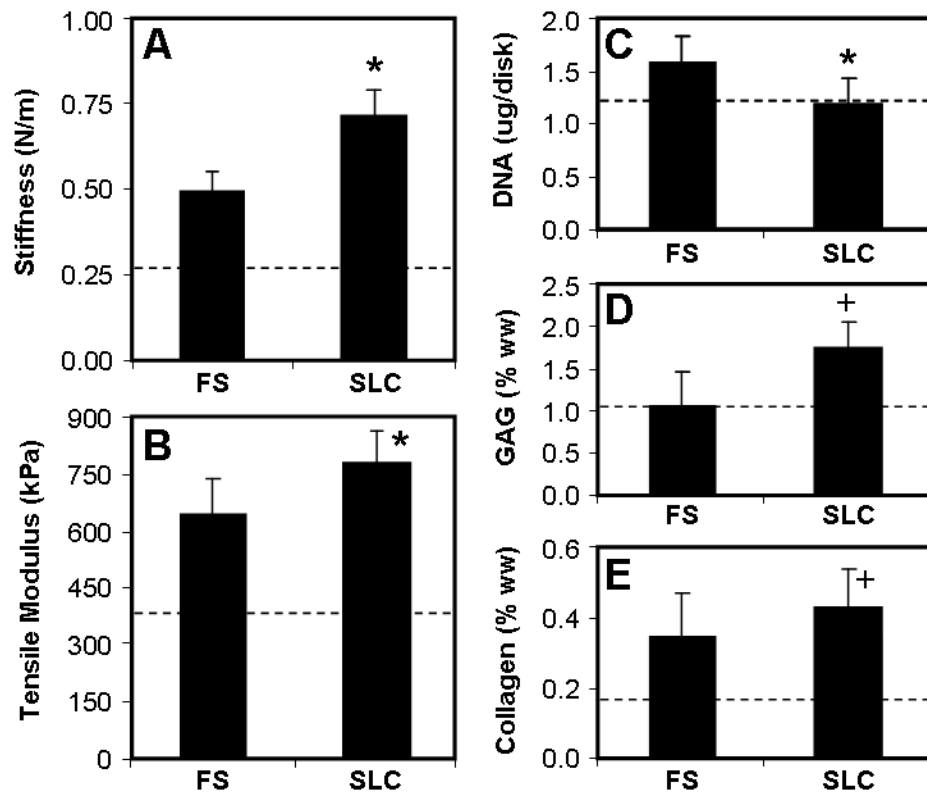 A
Stiffness (N/m)
1.00
0.75
0.50
0.25
0.00
*
FS SLC
B
Tensile Modulus (kPa)
900
750
600
450
300
150
0
*
FS SLC
C
DNA (ug/disk)
2.0
1.5
1.0
0.5
0.0
*
FS SLC
D
GAG (% ww)
2.5
2.0
1.5
1.0
0.5
0.0
+
FS SLC
E
Collagen (% ww)
0.6
0.4
0.2
0.0
+
FS SLC